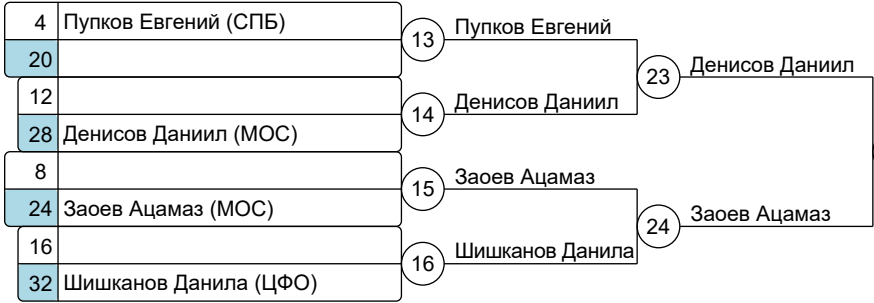 4 Пупков Евгений (СПБ)
20
12
28 Денисов Даниил (МОС)
8
24 Заоев Ацамаз (МОС)
16
32 Шишканов Данила (ЦФО)
13 Пупков Евгений
14 Денисов Даниил
15 Заоев Ацамаз
16 Шишканов Данила
23 Денисов Даниил
24 Заоев Ацамаз